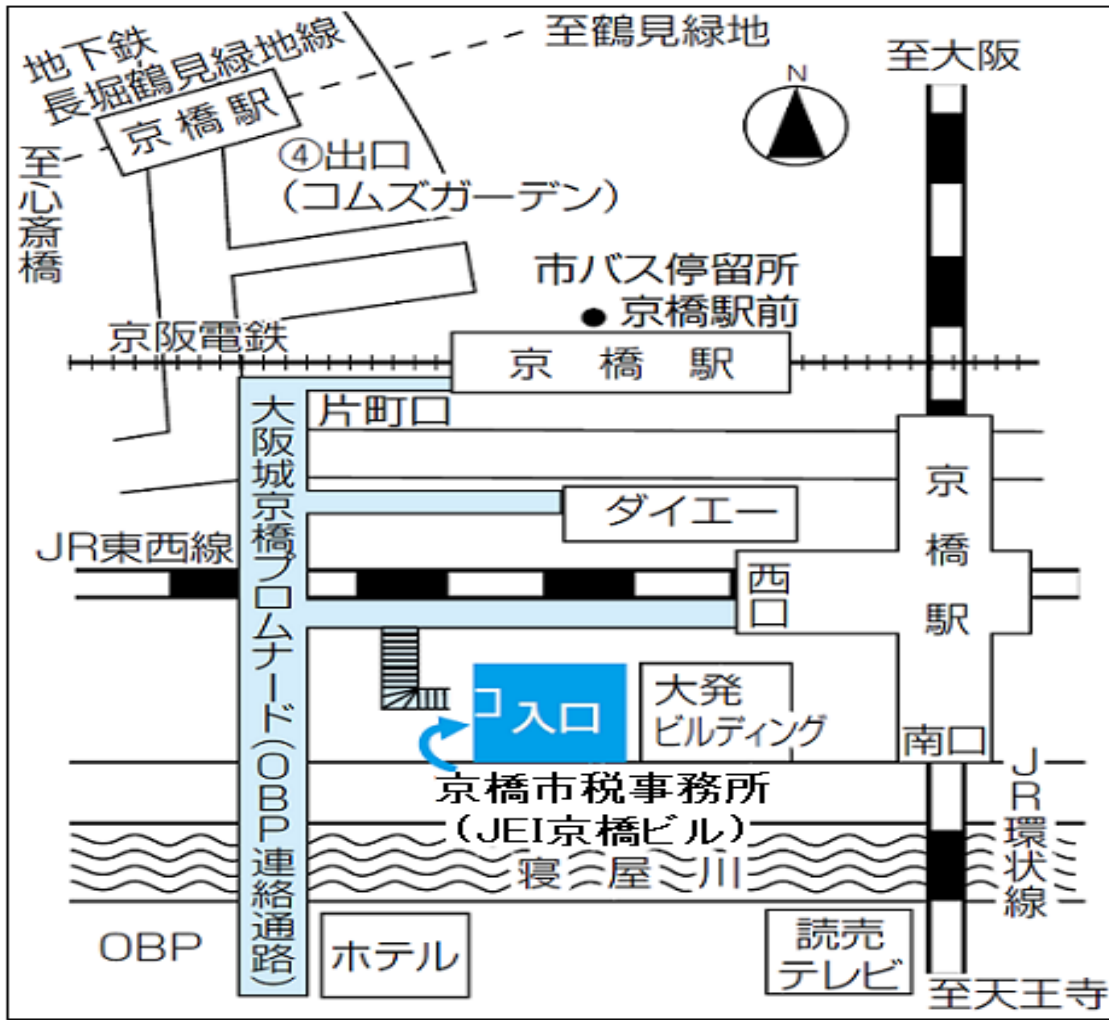 地下鉄
長堀鶴見緑地線
京橋駅
至鶴見緑地
至大阪
N
至心斎橋
④出口
（コムズガーデン）
市バス停留所
京橋駅前
京阪電鉄
京橋駅
片町口
大阪城京橋プロムナード(OBP連絡通路)
ダイエー
京橋駅
JR東西線
西口
入口
大発
ビルディング
南口
京橋市税事務所
（JEI京橋ビル）
JR環状線
寝屋川
OBP
ホテル
読売
テレビ
至天王寺